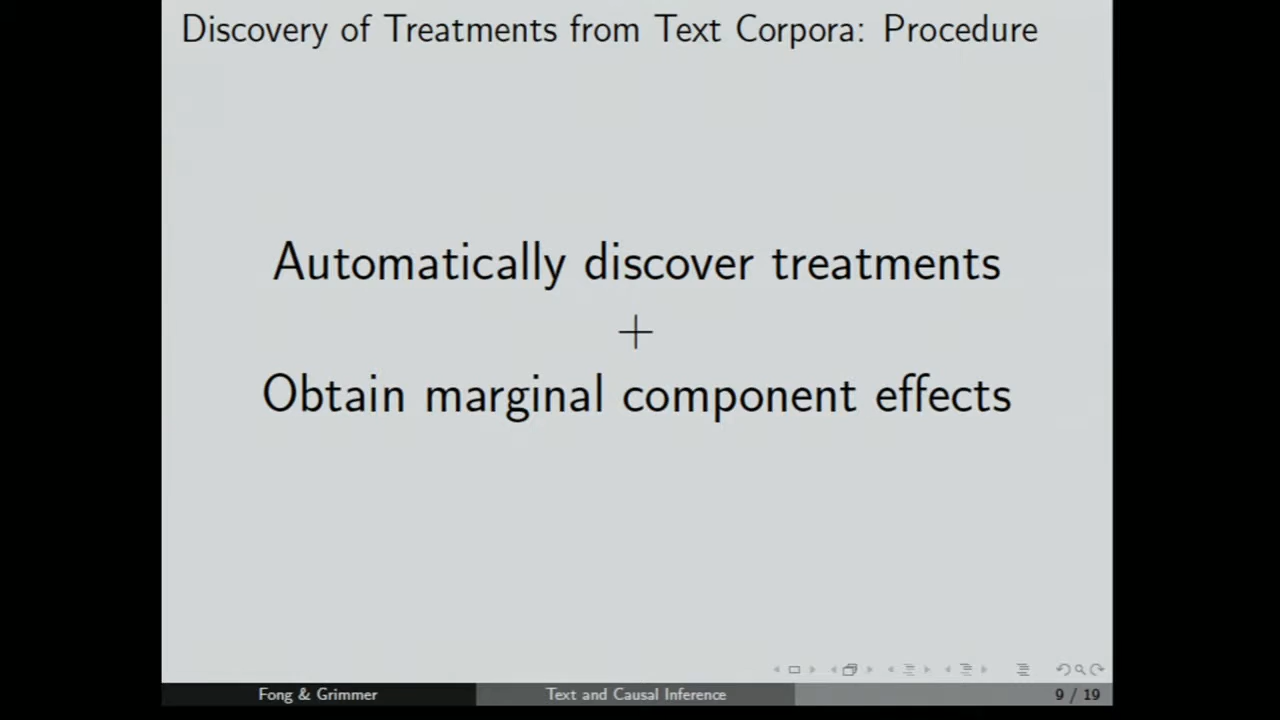 Discovery of Treatments from Text Corpora: Procedure
Automatically discover treatments
+
Obtain marginal component effects
Fong & Grimmer
Text and Causal Inference
9 / 19